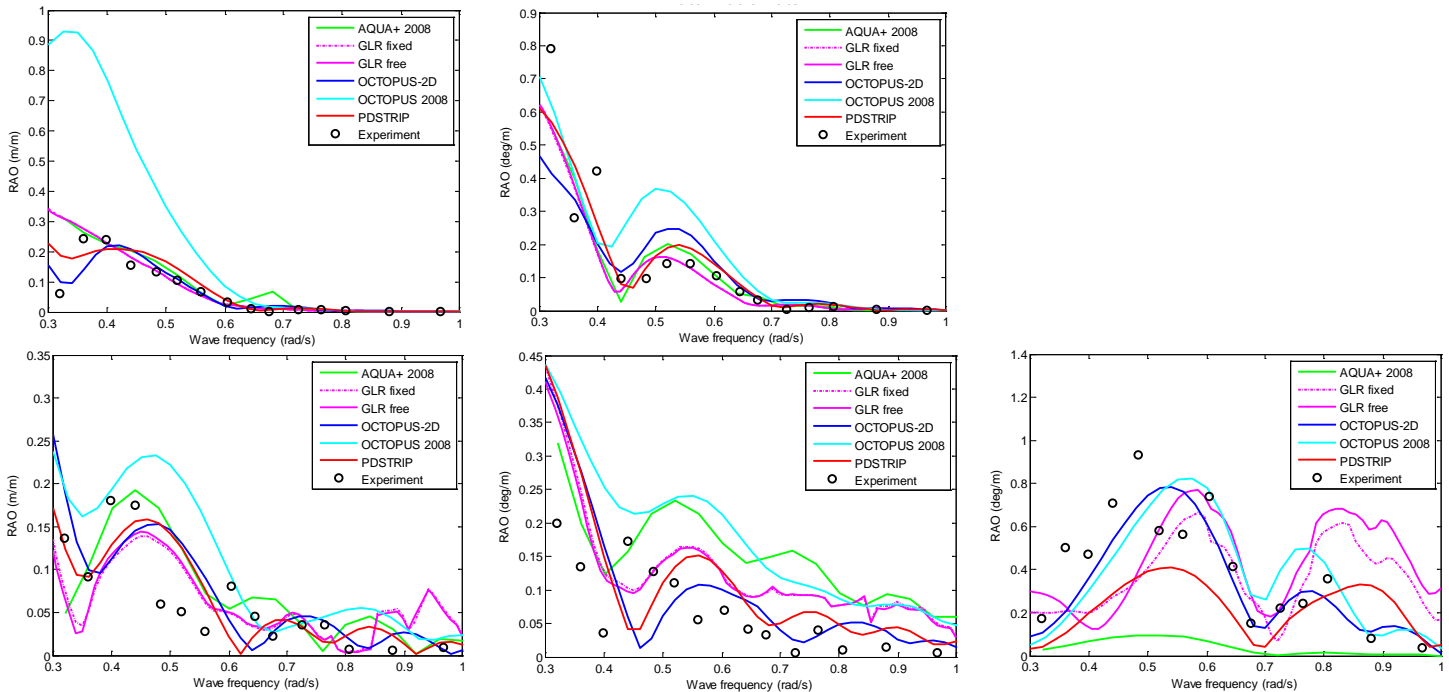 1
0.9
0.8
0.7
0.6
0.5
0.4
0.3
0.2
0.1
0
RAO (m/m)
0.3 0.4 0.5 0.6 0.7 0.8 0.9 1
Wave frequency (rad/s)
AQUA+ 2008
GLR fixed
GLR free
OCTOPUS-2D
OCTOPUS 2008
PDSTRIP
Experiment
0.9
0.8
0.7
0.6
0.5
0.4
0.3
0.2
0.1
0
RAO (deg/m)
0.3 0.4 0.5 0.6 0.7 0.8 0.9 1
Wave frequency (rad/s)
AQUA+ 2008
GLR fixed
GLR free
OCTOPUS-2D
OCTOPUS 2008
PDSTRIP
Experiment
0.35
0.3
0.25
0.2
0.15
0.1
0.05
0
RAO (m/m)
0.3 0.4 0.5 0.6 0.7 0.8 0.9 1
Wave frequency (rad/s)
AQUA+ 2008
GLR fixed
GLR free
OCTOPUS-2D
OCTOPUS 2008
PDSTRIP
Experiment
0.45
0.4
0.35
0.3
0.25
0.2
0.15
0.1
0.05
0
RAO (deg/m)
0.3 0.4 0.5 0.6 0.7 0.8 0.9 1
Wave frequency (rad/s)
AQUA+ 2008
GLR fixed
GLR free
OCTOPUS-2D
OCTOPUS 2008
PDSTRIP
Experiment
1.4
1.2
1
0.8
0.6
0.4
0.2
0
RAO (deg/m)
0.3 0.4 0.5 0.6 0.7 0.8 0.9 1
Wave frequency (rad/s)
AQUA+ 2008
GLR fixed
GLR free
OCTOPUS-2D
OCTOPUS 2008
PDSTRIP
Experiment